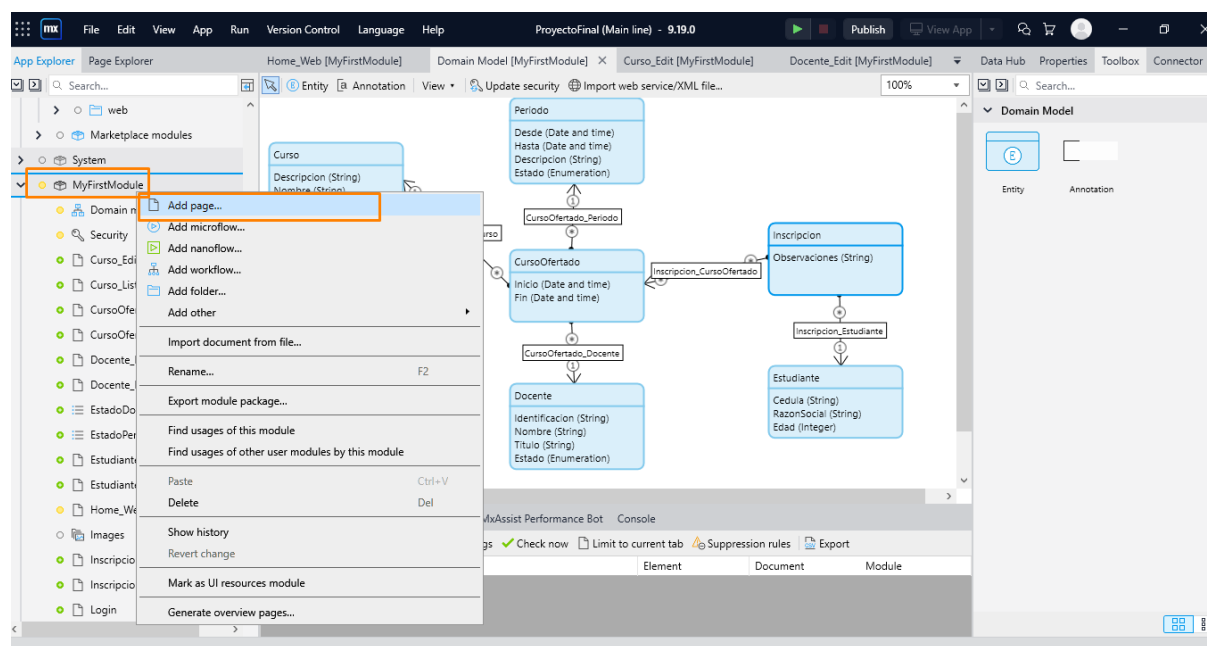 mx File Edit View App Run Version Control Language Help ProyectoFinal (Main line) - 9.19.0 Publish View App
App Explorer Page Explorer Home_Web [MyFirstModule] Domain Model [MyFirstModule] Curso_Edit [MyFirstModule] Docente_Edit [MyFirstModule] Data Hub Properties Toolbox Connector
Search... Entity Annotation View Update security Import web service/XML file... 100% Search...
web
Marketplace modules
System
MyFirstModule
Domain
Security
Curso_Edi
Curso_List
CursoOfe
CursoOfe
Docente_
Docente_
EstadoDo
EstadoPer
Estudiante
Estudiante
Home_We
Images
Inscripcio
Inscripcio
Login
Add page...
Add microflow...
Add nanoflow...
Add workflow...
Add folder...
Add other
Import document from file...
Rename... F2
Export module package...
Find usages of this module
Find usages of other user modules by this module
Paste Ctrl+V
Delete Del
Show history
Revert change
Mark as UI resources module
Generate overview pages...
Curso
Descripcion (String)
Nombre (String)
Periodo
Desde (Date and time)
Hasta (Date and time)
Descripcion (String)
Estado (Enumeration)
1
CursoOfertado_Periodo
urso
CursoOfertado
Inicio (Date and time)
Fin (Date and time)
Inscripcion_CursoOfertado
Inscripcion
Observaciones (String)
Inscripcion_Estudiante
1
Estudiante
Cedula (String)
RazonSocial (String)
Edad (Integer)
CursoOfertado_Docente
1
Docente
Identificacion (String)
Nombre (String)
Titulo (String)
Estado (Enumeration)
MxAssist Performance Bot Console
gs Check now Limit to current tab Suppression rules Export
Element Document Module
Domain Model
E
Entity Annotation